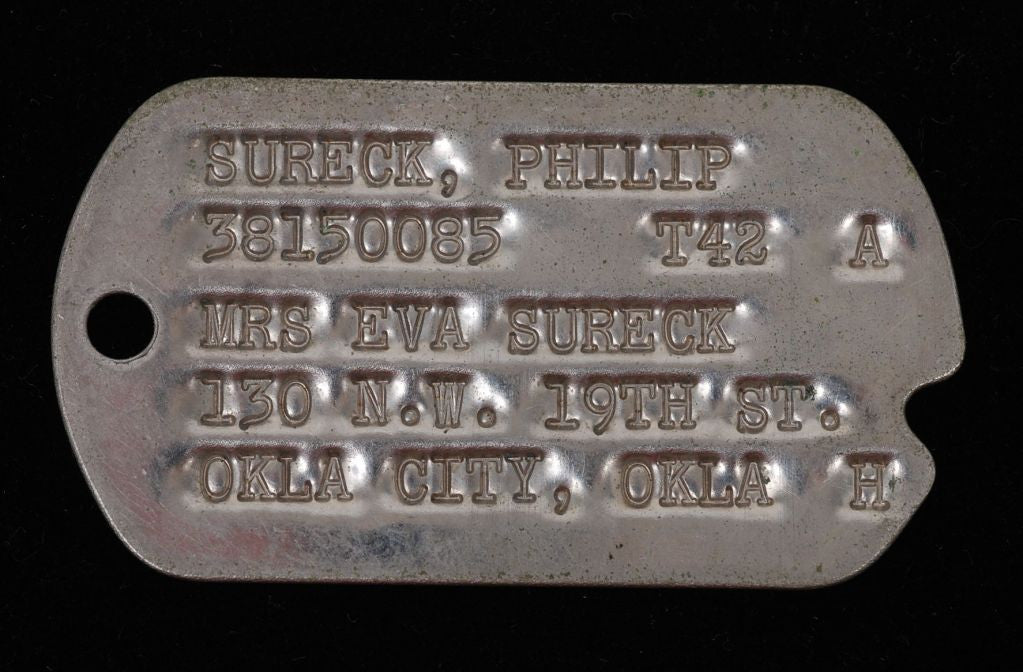 SURECK, PHILIP
38150085 T42 A
MRS EVA SURECK
130 N.W. 19TH ST.
OKLA CITY, OKLA H